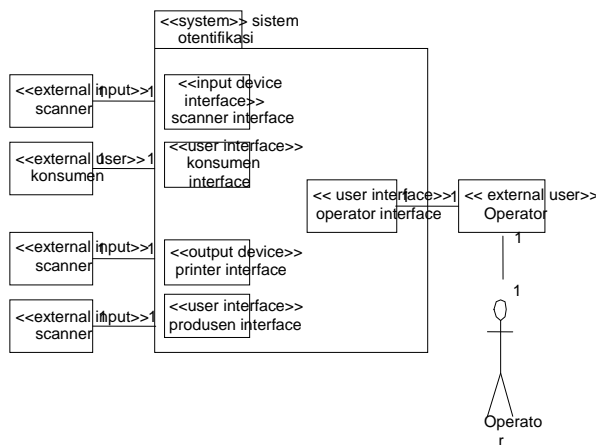 <<system>> sistem
otentifikasi
<<external input>>
scanner
1
1
<<input device
interface>>
scanner interface
<<external user>>
konsumen
1
1
<<user interface>>
konsumen
interface
<< user interface>>
operator interface
1
1
<< external user>>
Operator
<<external input>>
scanner
1
1
<<output device>>
printer interface
1
1
<<external input>>
scanner
1
1
<<user interface>>
produsen interface
Operato
r